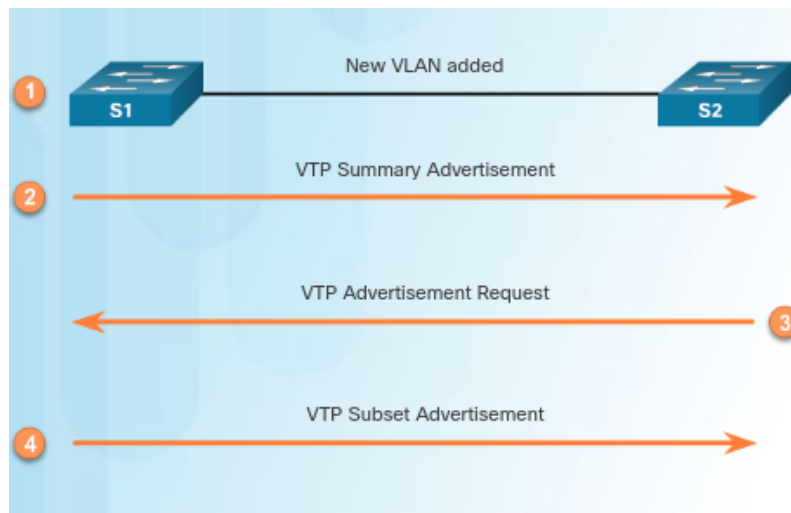 New VLAN added
1
S1
S2
VTP Summary Advertisement
2
VTP Advertisement Request
3
VTP Subset Advertisement
4